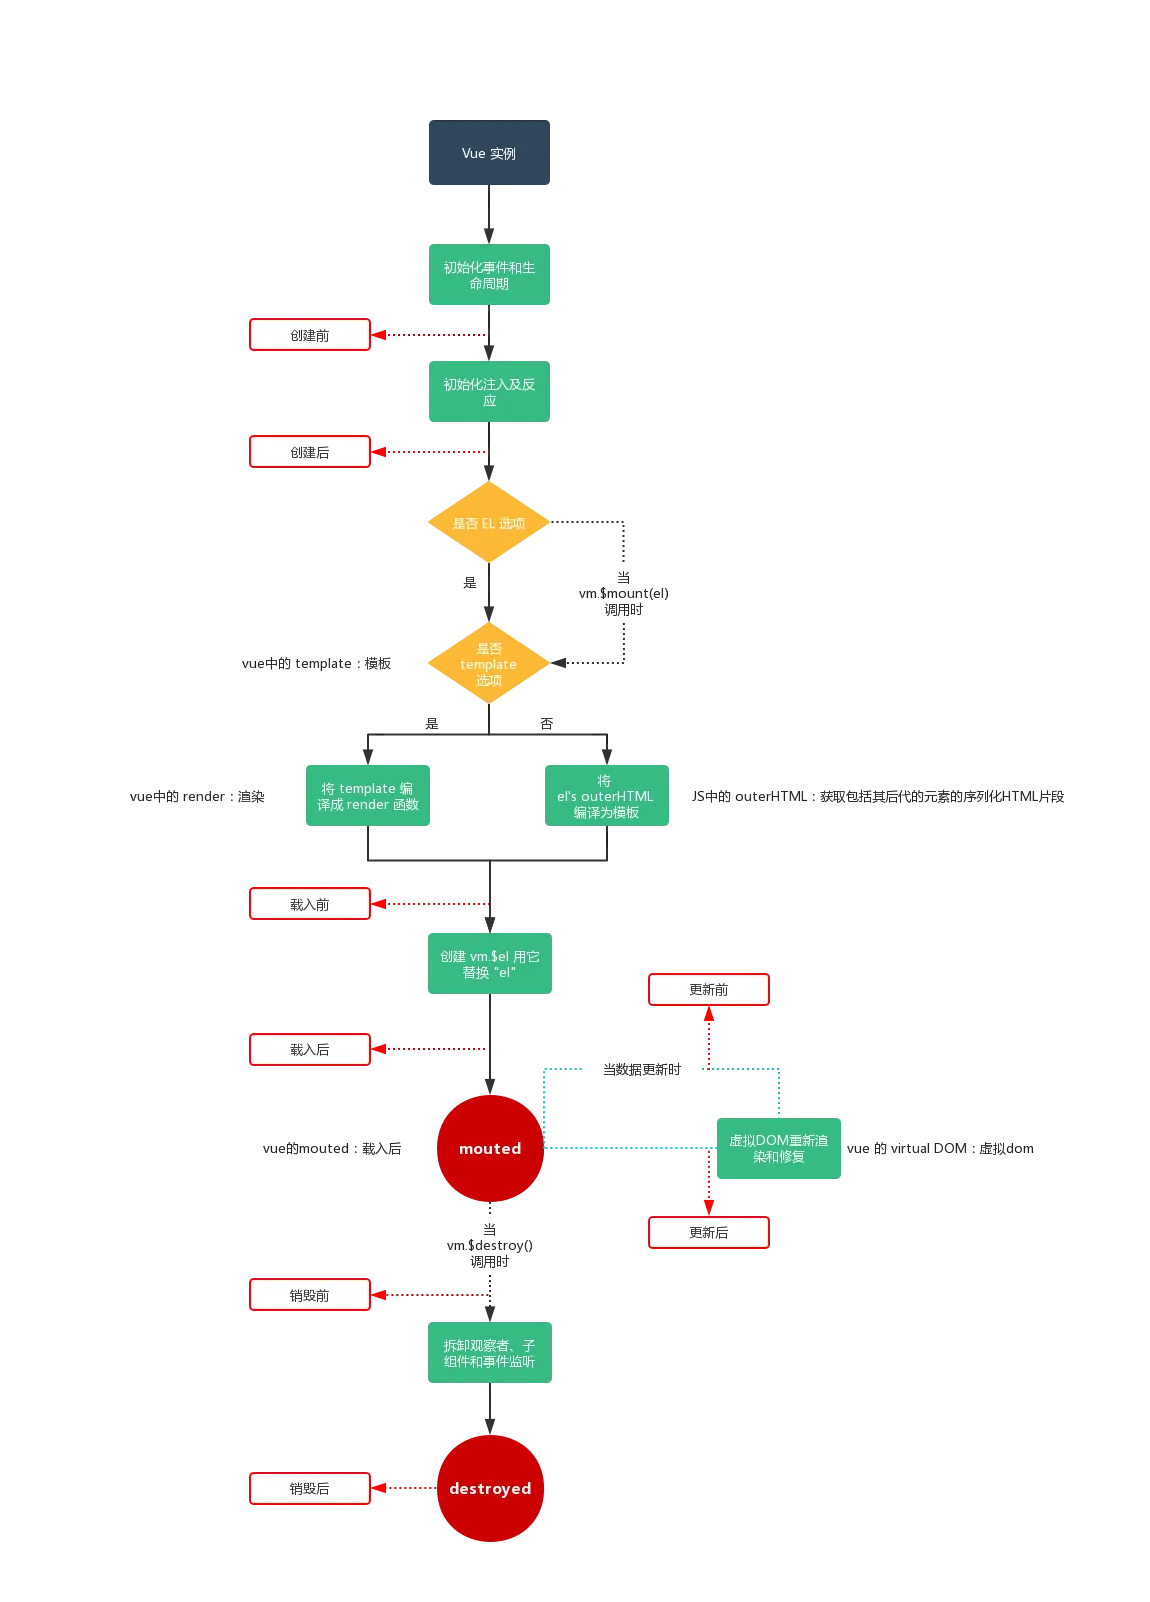 Vue 实例
初始化事件和生
命周期
创建前
初始化注入及反
应
创建后
是否 EL 选项
是
当
vm.$mount(el)
调用时
vue中的 template：模板
是否
template
选项
是
否
vue中的 render：渲染
将 template 编
译成 render 函数
将
el's outerHTML
编译为模板
JS中的 outerHTML：获取包括其后代的元素的序列化HTML片段
载入前
创建 vm.$el 用它
替换 "el"
更新前
载入后
当数据更新时
vue的mouted：载入后
mouted
虚拟DOM重新渲
染和修复
vue 的 virtual DOM：虚拟dom
更新后
当
vm.$destroy()
调用时
销毁前
拆卸观察者、子
组件和事件监听
销毁后
destroyed